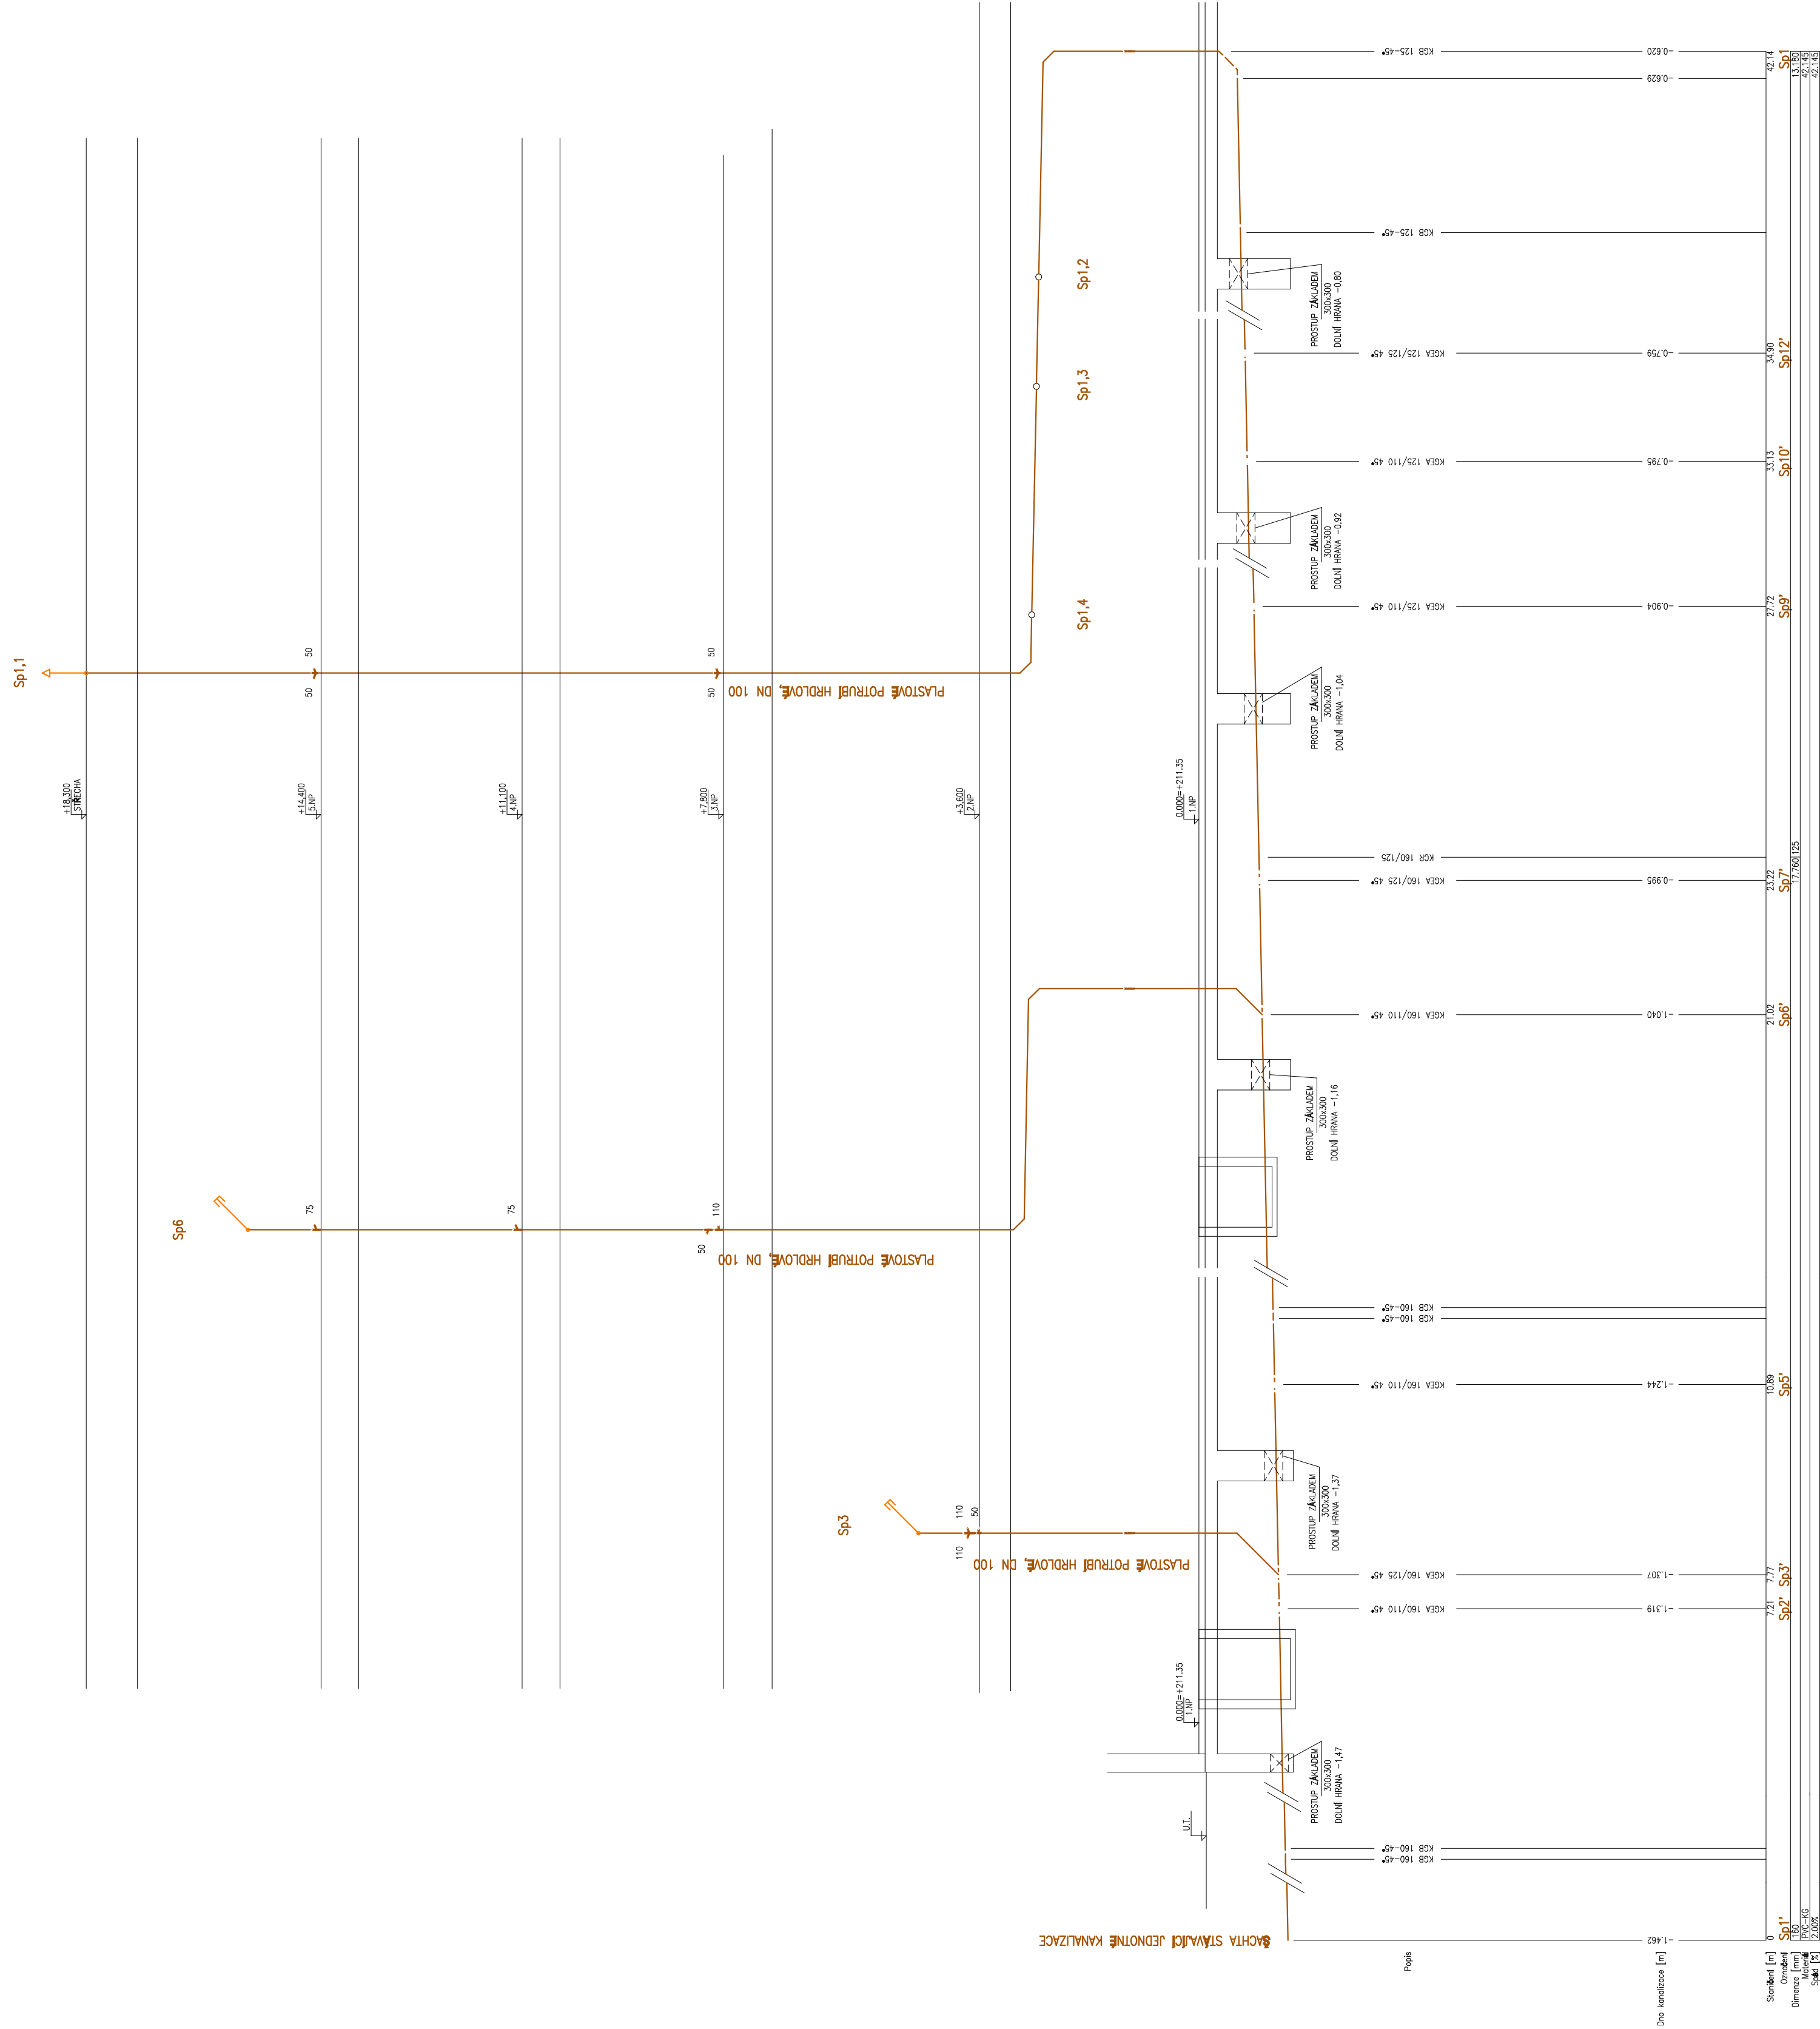 Sp1,1
+18,300
STŘECHA
50
50
+14,400
5.NP
+11,100
4.NP
50
50
PLASTOVÉ POTRUBÍ HRDLOVÉ, DN 100
+7,800
3.NP
+3,600
2.NP
0,000=+211.35
1.NP
Sp1,2
Sp1,3
Sp1,4
Sp6
75
75
110
50
PLASTOVÉ POTRUBÍ HRDLOVÉ, DN 100
Sp3
110
50
110
PLASTOVÉ POTRUBÍ HRDLOVÉ, DN 100
0,000=+211.35
1.NP
U.T.
ŠACHTA STÁVAJÍCÍ JEDNOTNÉ KANALIZACE
PROSTUP ZÁKLADEM
300x300
DOLNÍ HRANA -0,80
PROSTUP ZÁKLADEM
300x300
DOLNÍ HRANA -0,92
PROSTUP ZÁKLADEM
300x300
DOLNÍ HRANA -1,04
PROSTUP ZÁKLADEM
300x300
DOLNÍ HRANA -1,16
PROSTUP ZÁKLADEM
300x300
DOLNÍ HRANA -1,37
PROSTUP ZÁKLADEM
300x300
DOLNÍ HRANA -1,47
Popis
KGB 160-45°
KGB 160-45°
KGEA 160/110 45°
KGEA 160/125 45°
KGEA 160/110 45°
KGB 160-45°
KGB 160-45°
KGEA 160/110 45°
KGEA 160/125 45°
KGR 160/125
KGEA 125/110 45°
KGEA 125/110 45°
KGEA 125/125 45°
KGB 125-45°
KGB 125-45°
Dno kanalizace [m]
-1.462
-1.319
-1.307
-1.244
-1.040
-0.995
-0.904
-0.795
-0.759
-0.629
-0.620
Staničení [m]
0
7.21
7.77
10.89
21.02
23.22
27.72
33.13
34.90
42.14
Označení
Sp1'
Sp2'
Sp3'
Sp5'
Sp6'
Sp7'
Sp9'
Sp10'
Sp12'
Sp1
Dimenze [mm]
160
17.760
125
13.180
Materiál
PVC-KG
42.145
Spád [%]
2.00%
42.145